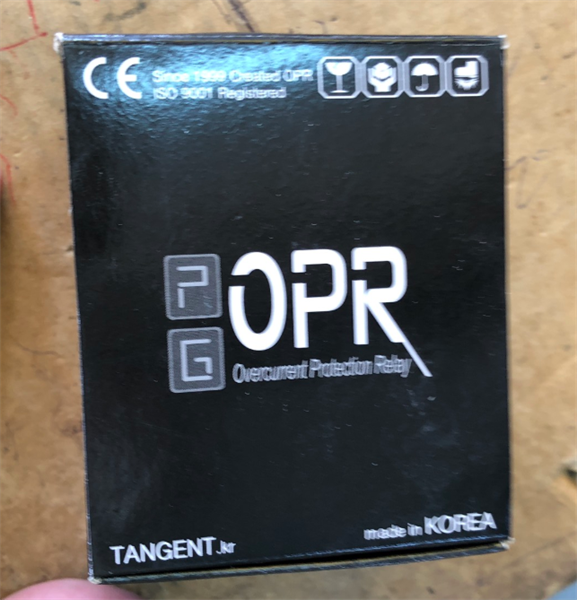 CE Since 1999 Created OPR
ISO 9001 Registered
P
G
OPR
Overcurrent Protection Relay
made in KOREA
TANGENT.kr